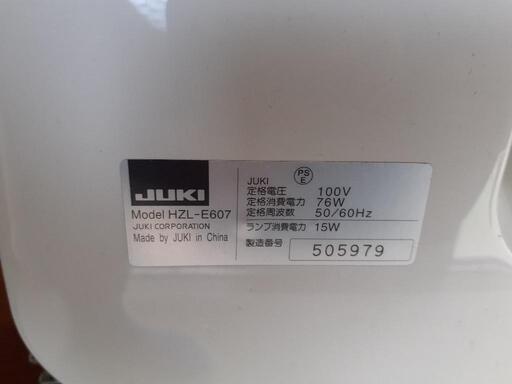 JUKI
Model HZL-E607
JUKI CORPORATION
Made by JUKI in China
JUKI
PS
E
定格電圧 100V
定格消費電力 76W
定格周波数 50/60Hz
ランプ消費電力 15W
製造番号 505979